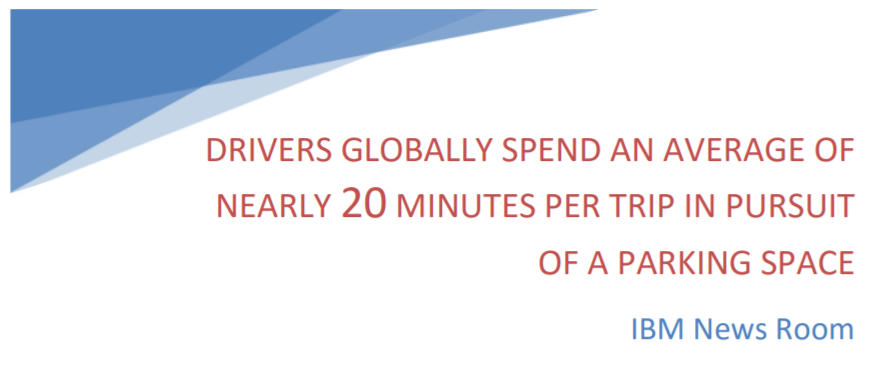 DRIVERS GLOBALLY SPEND AN AVERAGE OF
NEARLY 20 MINUTES PER TRIP IN PURSUIT
OF A PARKING SPACE
IBM News Room